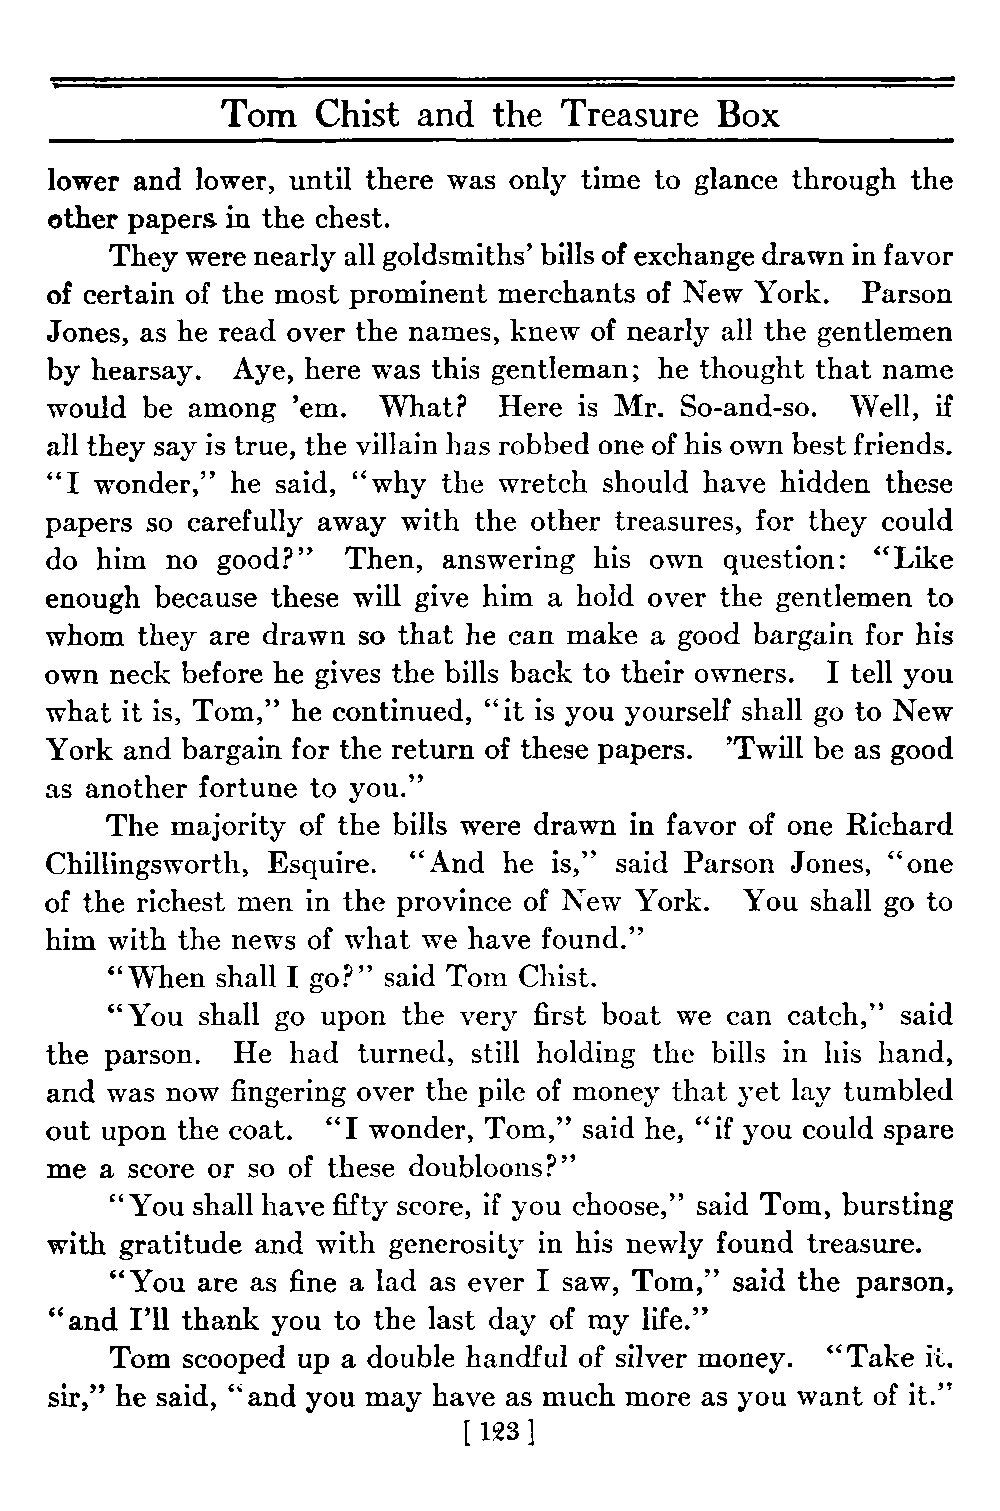 Tom Chist and the Treasure Box
lower and lower, until there was only time to glance through the
other papers in the chest.
They were nearly all goldsmiths’ bills of exchange drawn in favor
of certain of the most prominent merchants of New York. Parson
Jones, as he read over the names, knew of nearly all the gentlemen
by hearsay. Aye, here was this gentleman; he thought that name
would be among ’em. What? Here is Mr. So-and-so. Well, if
all they say is true, the villain has robbed one of his own best friends.
“I wonder,” he said, “why the wretch should have hidden these
papers so carefully away with the other treasures, for they could
do him no good?” Then, answering his own question: “Like
enough because these will give him a hold over the gentlemen to
whom they are drawn so that he can make a good bargain for his
own neck before he gives the bills back to their owners. I tell you
what it is, Tom,” he continued, “it is you yourself shall go to New
York and bargain for the return of these papers. ’Twill be as good
as another fortune to you.”
The majority of the bills were drawn in favor of one Richard
Chillingsworth, Esquire. “And he is,” said Parson Jones, “one
of the richest men in the province of New York. You shall go to
him with the news of what we have found.”
“When shall I go?” said Tom Chist.
“You shall go upon the very first boat we can catch,” said
the parson. He had turned, still holding the bills in his hand,
and was now fingering over the pile of money that yet lay tumbled
out upon the coat. “I wonder, Tom,” said he, “if you could spare
me a score or so of these doubloons?”
“You shall have fifty score, if you choose,” said Tom, bursting
with gratitude and with generosity in his newly found treasure.
“You are as fine a lad as ever I saw, Tom,” said the parson,
“and I’ll thank you to the last day of my life.”
Tom scooped up a double handful of silver money. “Take it,
sir,” he said, “and you may have as much more as you want of it.”
[ 123 ]